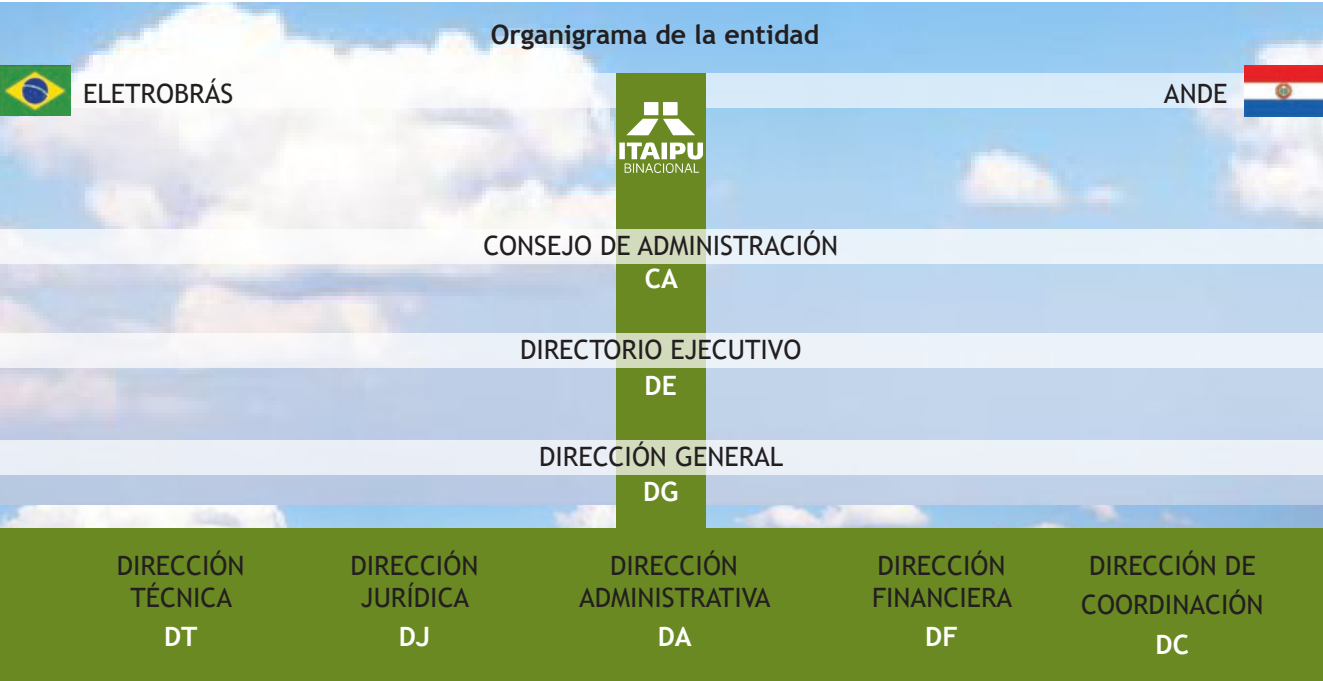 Organigrama de la entidad
ELETROBRÁS
ANDE
ITAIPU
BINACIONAL
CONSEJO DE ADMINISTRACIÓN
CA
DIRECTORIO EJECUTIVO
DE
DIRECCIÓN GENERAL
DG
DIRECCIÓN
TÉCNICA
DT
DIRECCIÓN
JURÍDICA
DJ
DIRECCIÓN
ADMINISTRATIVA
DA
DIRECCIÓN
FINANCIERA
DF
DIRECCIÓN DE
COORDINACIÓN
DC